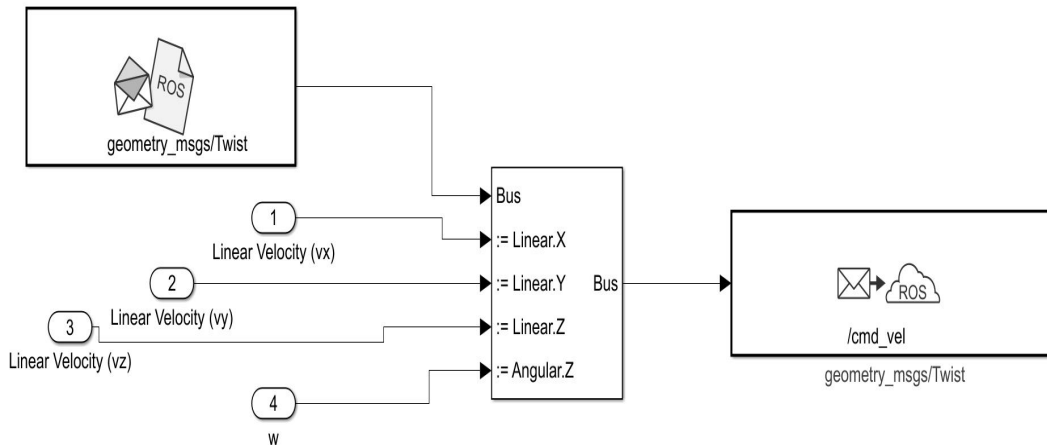 ROS
geometry_msgs/Twist
1
Linear Velocity (vx)
2
Linear Velocity (vy)
3
Linear Velocity (vz)
4
w
Bus
:= Linear.X
:= Linear.Y
Bus
:= Linear.Z
:= Angular.Z
ROS
/cmd_vel
geometry_msgs/Twist